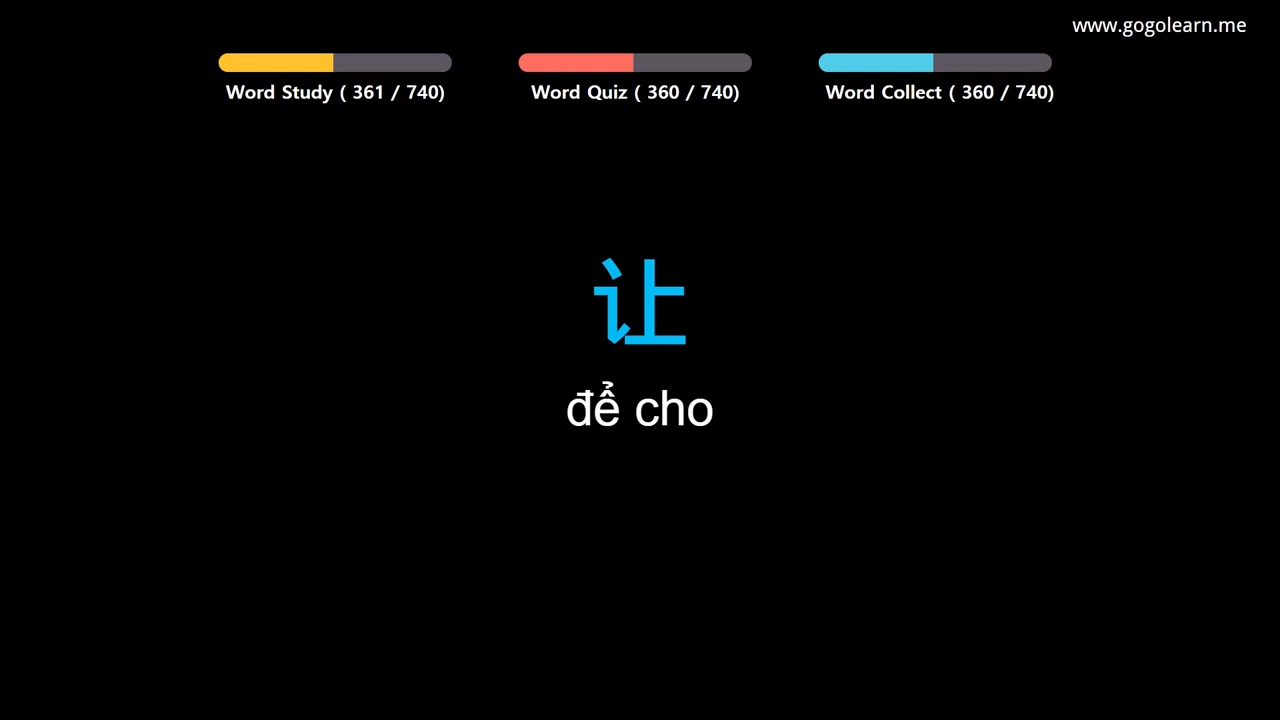 www.gogolearn.me
Word Study ( 361 / 740)
Word Quiz ( 360 / 740)
Word Collect ( 360 / 740)
让
để cho